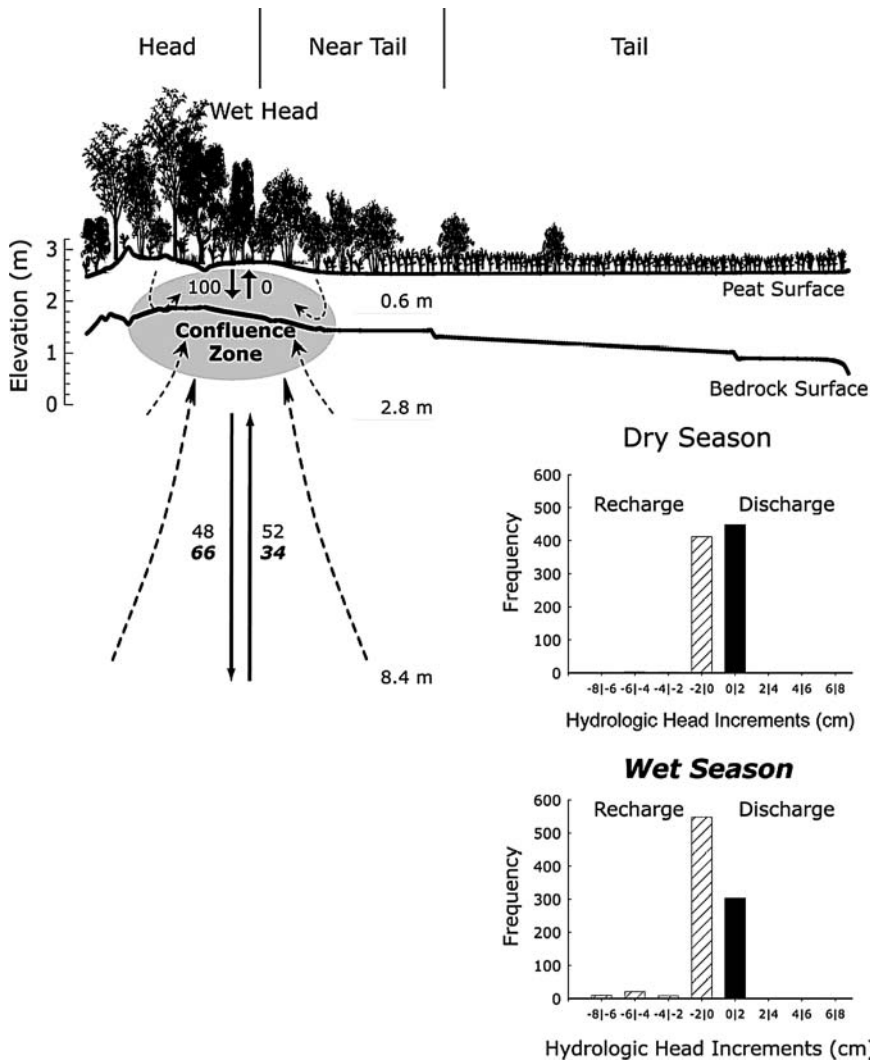 Head Near Tail Tail
Wet Head
Elevation (m)
3
2
1
0
100 0
Confluence
Zone
0.6 m
Peat Surface
Bedrock Surface
2.8 m
48 52
66 34
8.4 m
Dry Season
Recharge Discharge
Frequency
600
500
400
300
200
100
0
-8|-6 -6|-4 -4|-2 -2|0 0|2 2|4 4|6 6|8
Hydrologic Head Increments (cm)
Wet Season
Recharge Discharge
Frequency
600
500
400
300
200
100
0
-8|-6 -6|-4 -4|-2 -2|0 0|2 2|4 4|6 6|8
Hydrologic Head Increments (cm)